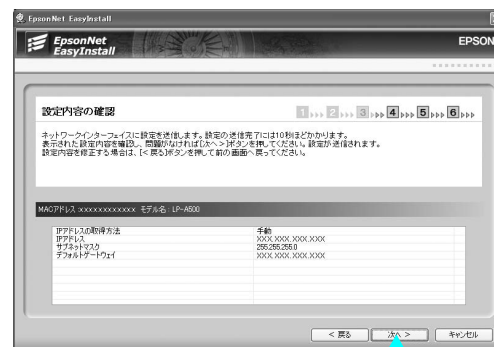 EpsonNet EasyInstall
EpsonNet
EasyInstall
EPSON
設定内容の確認
1 2 3 4 5 6
ネットワークインターフェイスに設定を送信します。設定の送信完了には10秒ほどかかります。
表示された設定内容を確認し、問題がなければ[次へ>]ボタンを押してください。設定が送信されます。
設定内容を修正する場合は、[<戻る]ボタンを押して前の画面へ戻ってください。
MACアドレス:xxxxxxxxxxxx モデル名: LP-A500
IPアドレスの取得方法 手動
IPアドレス XXX.XXX.XXX.XXX
サブネットマスク 255.255.255.0
デフォルトゲートウェイ XXX.XXX.XXX.XXX
< 戻る 次へ > キャンセル